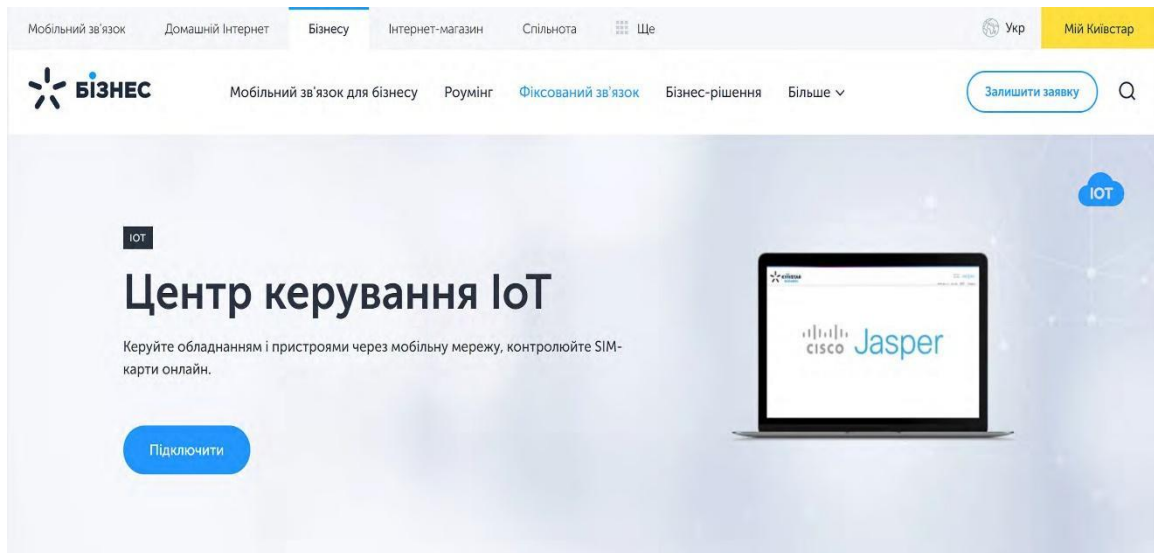 Мобільний зв'язок Домашній Інтернет Бізнесу Інтернет-магазин Спільнота Ще Укр Мій Київстар
БІЗНЕС Мобільний зв'язок для бізнесу Роумінг Фіксований зв'язок Бізнес-рішення Більше Залишити заявку
IOT
IOT
Центр керування IoT
Керуйте обладнанням і пристроями через мобільну мережу, контролюйте SIM-
карти онлайн.
Підключити
cisco Jasper